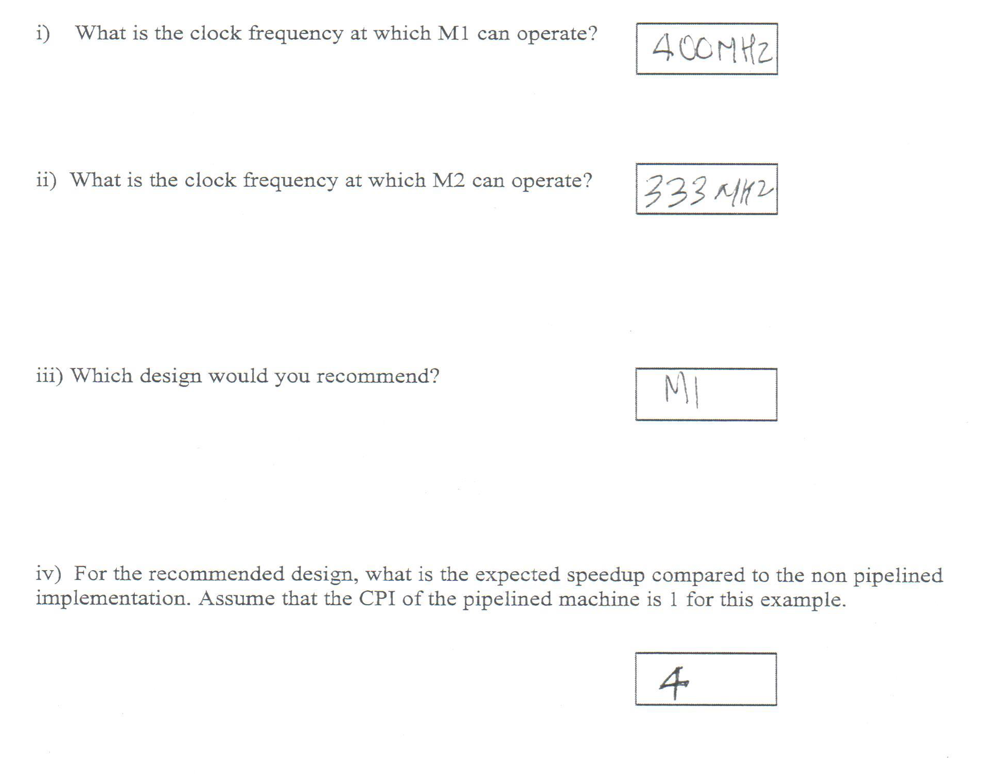 i) What is the clock frequency at which M1 can operate?
400MHz
ii) What is the clock frequency at which M2 can operate?
333 MHz
iii) Which design would you recommend?
M1
iv) For the recommended design, what is the expected speedup compared to the non pipelined
implementation. Assume that the CPI of the pipelined machine is 1 for this example.
4